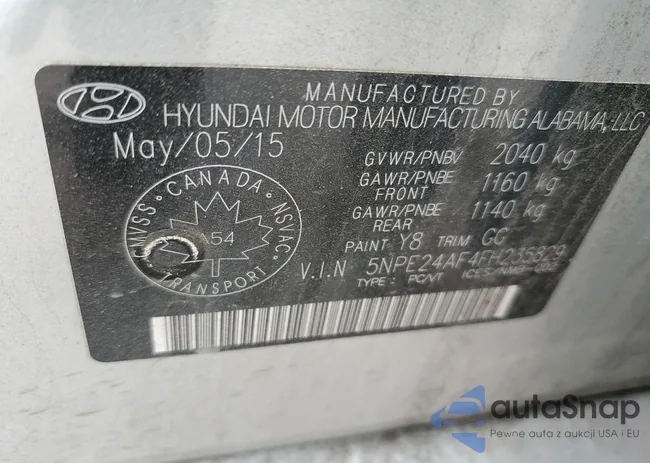 MANUFACTURED BY
HYUNDAI MOTOR MANUFACTURING ALABAMA, LLC
May/05/15
GVWR/PNBV 2040 kg
GAWR/PNBE FRONT 1160 kg
GAWR/PNBE REAR 1140 kg
PAINT Y8 TRIM GG
V.I.N 5NPE24AF4FH235829
TYPE : PC/VT
CMVSS · CANADA · NSVAC
54
TRANSPORT
autaSnap
Pewne auta z aukcji USA i EU